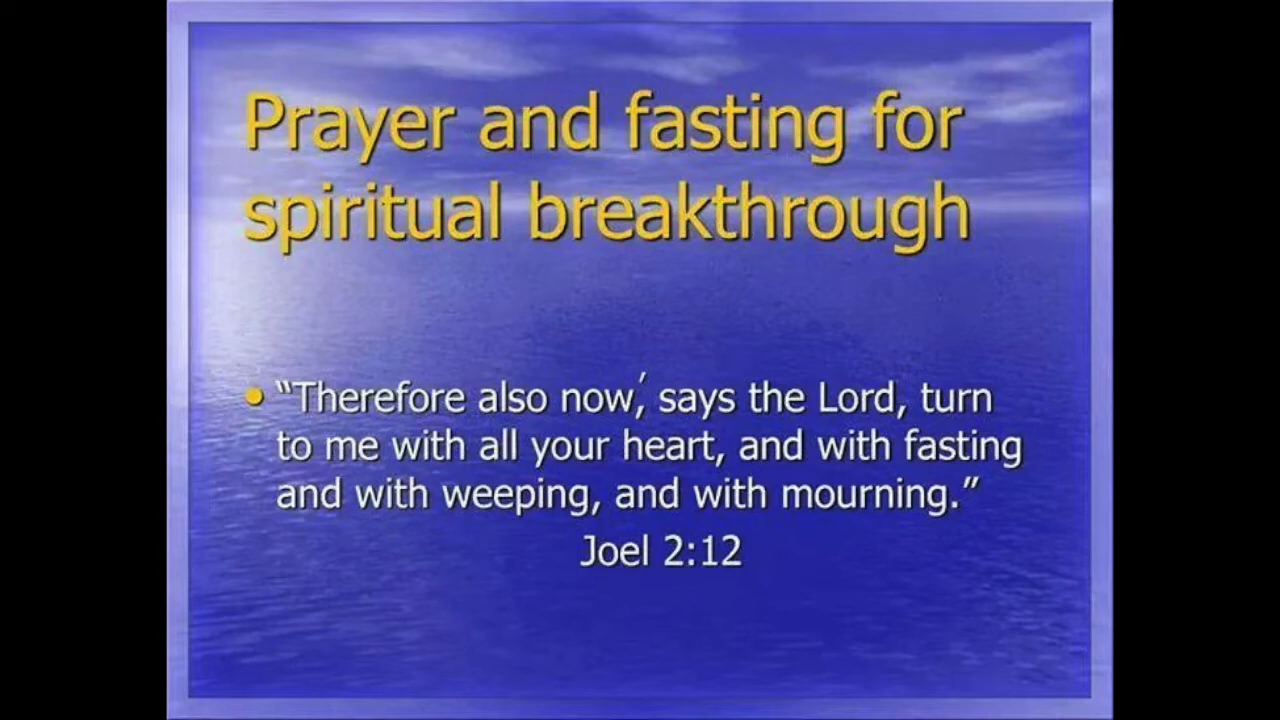 Prayer and fasting for
spiritual breakthrough
• “Therefore also now,’ says the Lord, turn
to me with all your heart, and with fasting
and with weeping, and with mourning.”
Joel 2:12